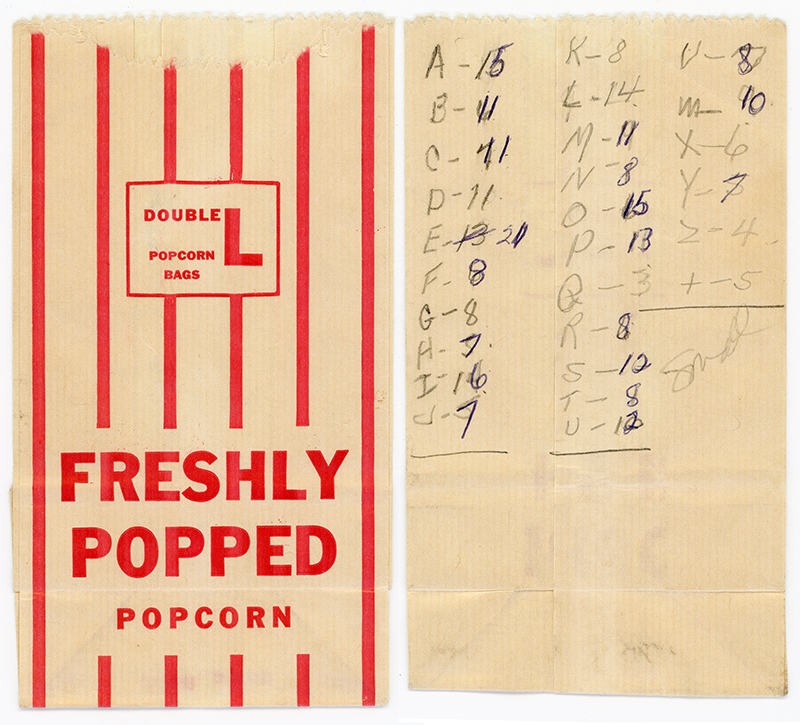 DOUBLE L
POPCORN
BAGS
FRESHLY
POPPED
POPCORN
A-15
B-11
C-11
D-11
E-13 21
F-8
G-8
H-7
I-16
J-7
K-8
L-14
M-11
N-8
O-15
P-13
Q-3
R-8
S-12
T-8
U-12
V-8
W-10
X-6
Y-7
Z-4
+-5
Small